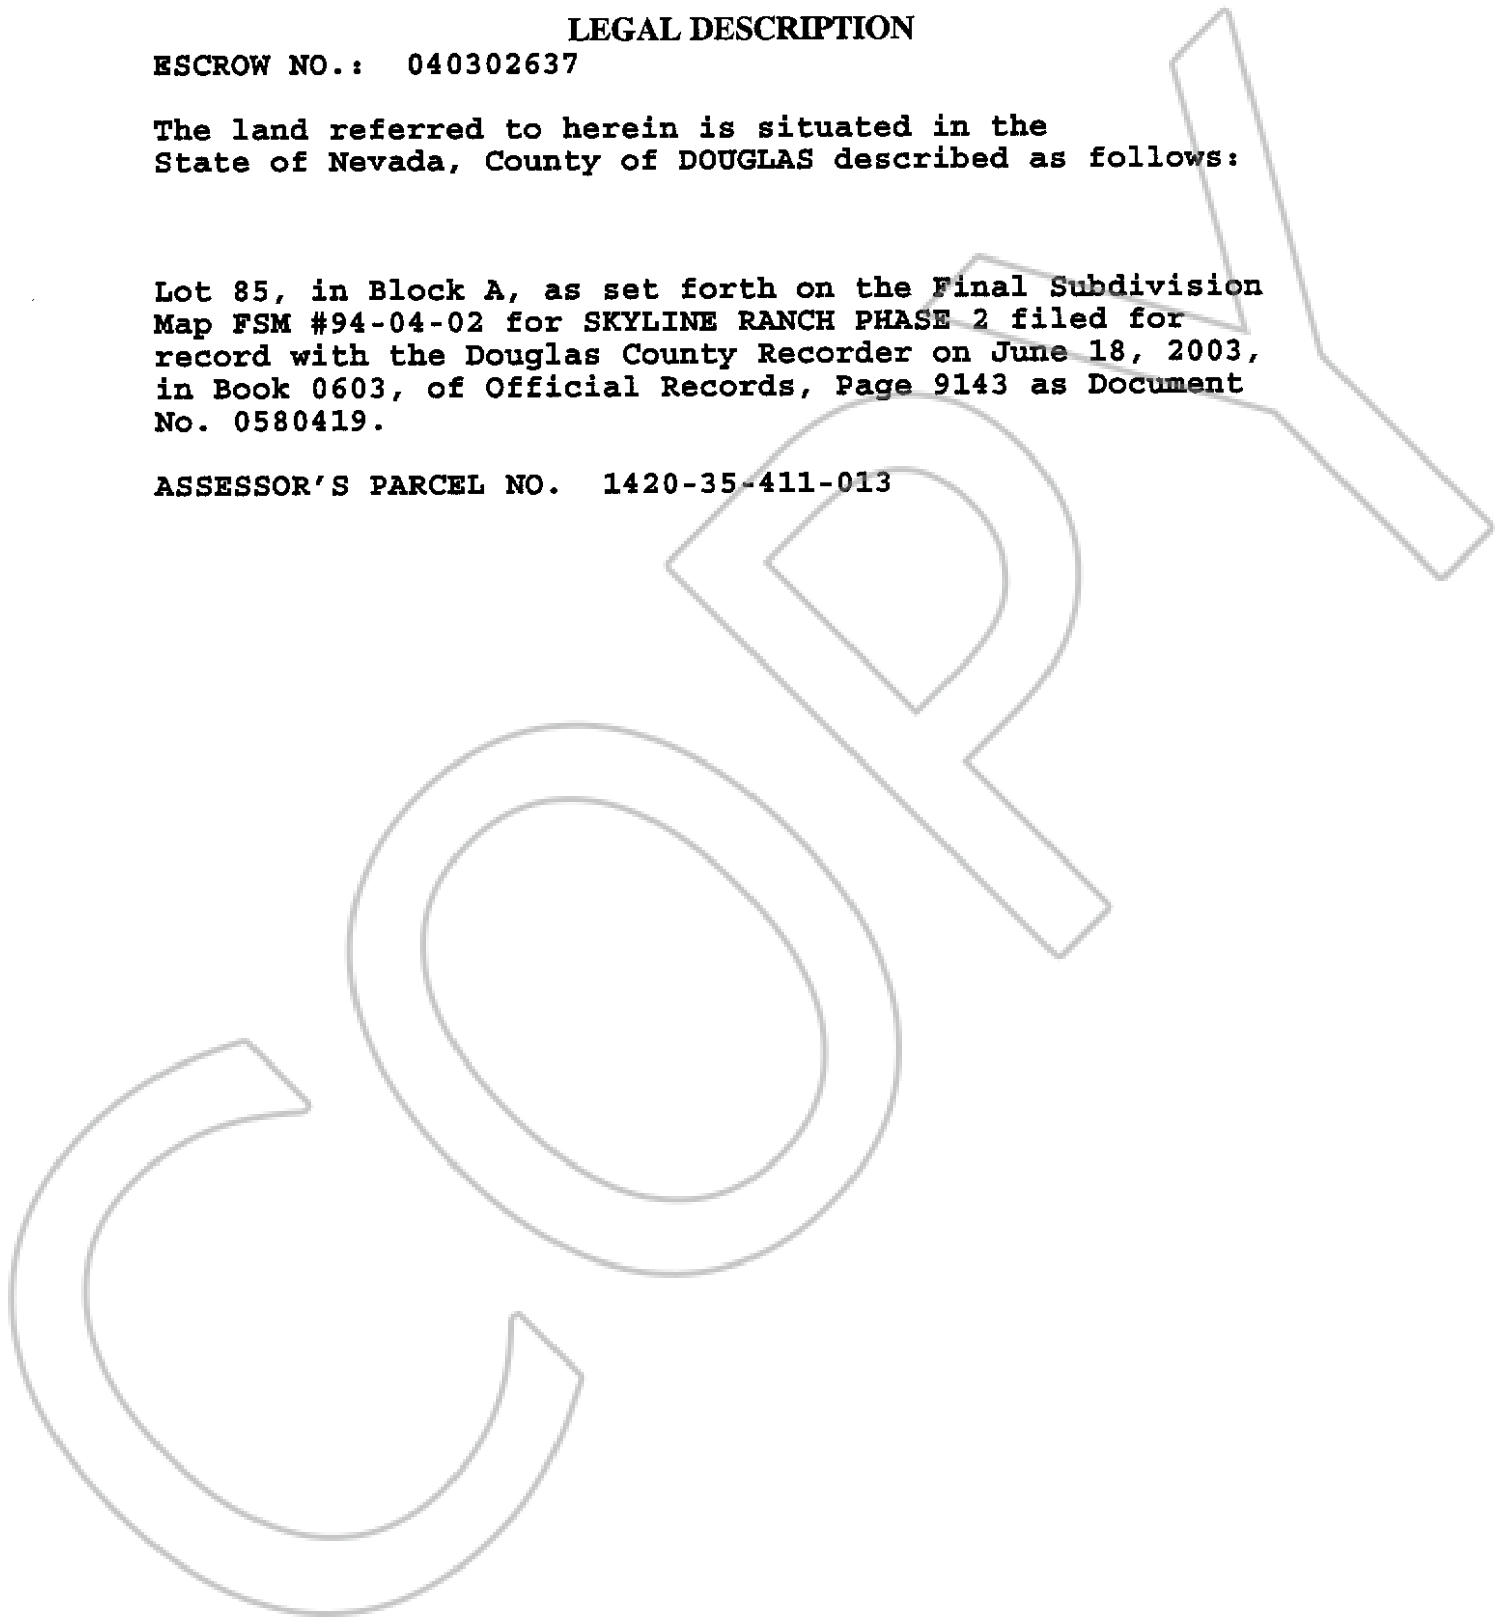 LEGAL DESCRIPTION
ESCROW NO.: 040302637
The land referred to herein is situated in the
State of Nevada, County of DOUGLAS described as follows:
Lot 85, in Block A, as set forth on the Final Subdivision
Map FSM #94-04-02 for SKYLINE RANCH PHASE 2 filed for
record with the Douglas County Recorder on June 18, 2003,
in Book 0603, of Official Records, Page 9143 as Document
No. 0580419.
ASSESSOR'S PARCEL NO. 1420-35-411-013
COPY